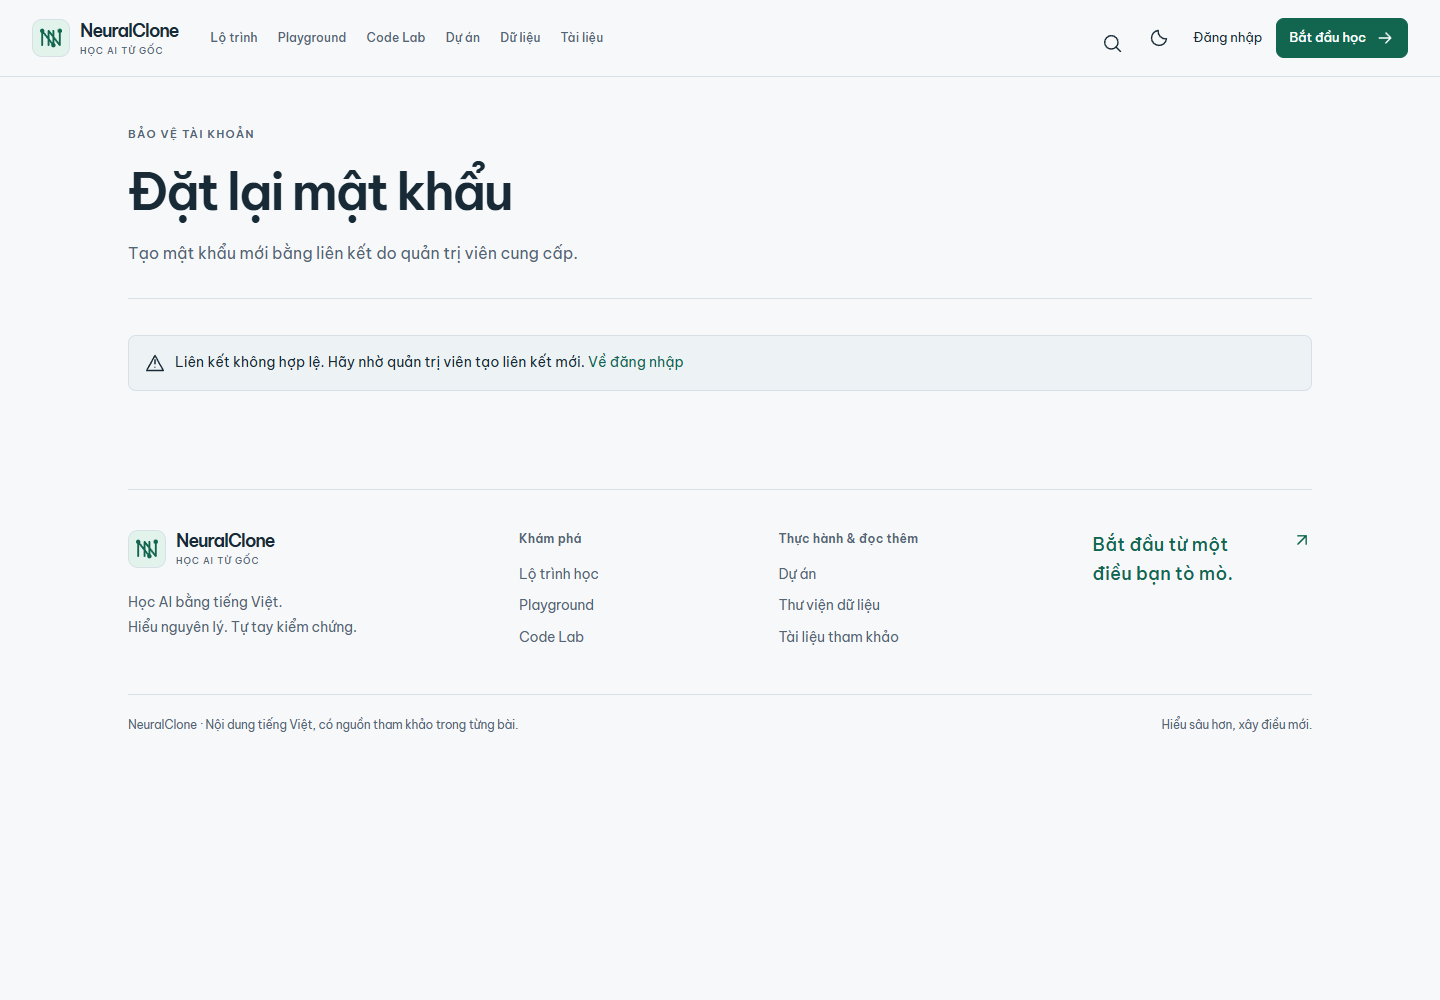 NeuralClone
HỌC AI TỪ GỐC
Lộ trình
Playground
Code Lab
Dự án
Dữ liệu
Tài liệu
Đăng nhập
Bắt đầu học
BẢO VỆ TÀI KHOẢN
Đặt lại mật khẩu
Tạo mật khẩu mới bằng liên kết do quản trị viên cung cấp.
Liên kết không hợp lệ. Hãy nhờ quản trị viên tạo liên kết mới. Về đăng nhập
NeuralClone
HỌC AI TỪ GỐC
Học AI bằng tiếng Việt.
Hiểu nguyên lý. Tự tay kiểm chứng.
Khám phá
Lộ trình học
Playground
Code Lab
Thực hành & đọc thêm
Dự án
Thư viện dữ liệu
Tài liệu tham khảo
Bắt đầu từ một
điều bạn tò mò.
NeuralClone · Nội dung tiếng Việt, có nguồn tham khảo trong từng bài.
Hiểu sâu hơn, xây điều mới.